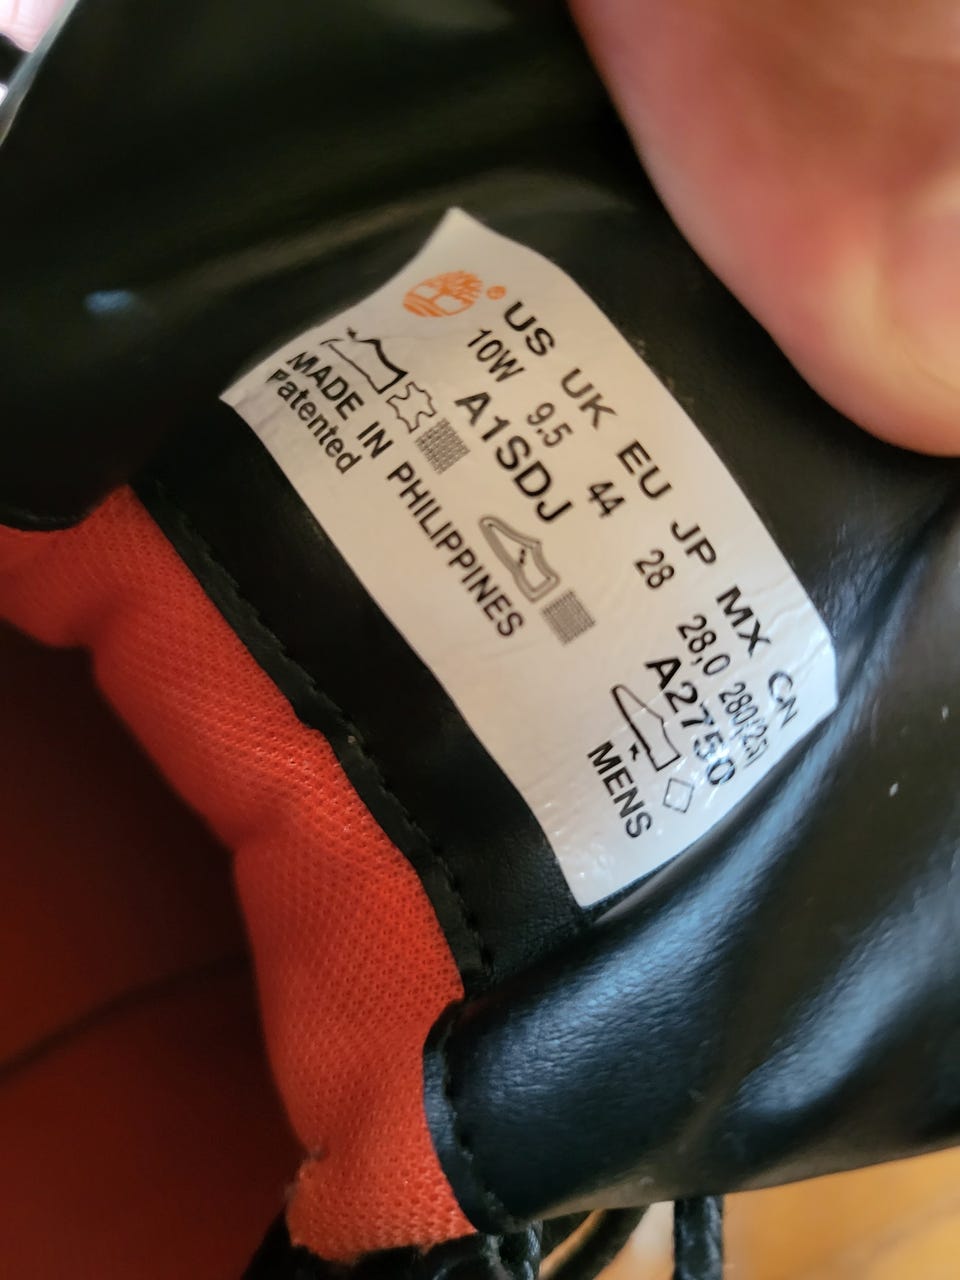 ® US UK EU JP MX CN
10W 9.5 44 28 28,0 280(2.5)
A1SDJ A2750
MADE IN PHILIPPINES MENS
Patented